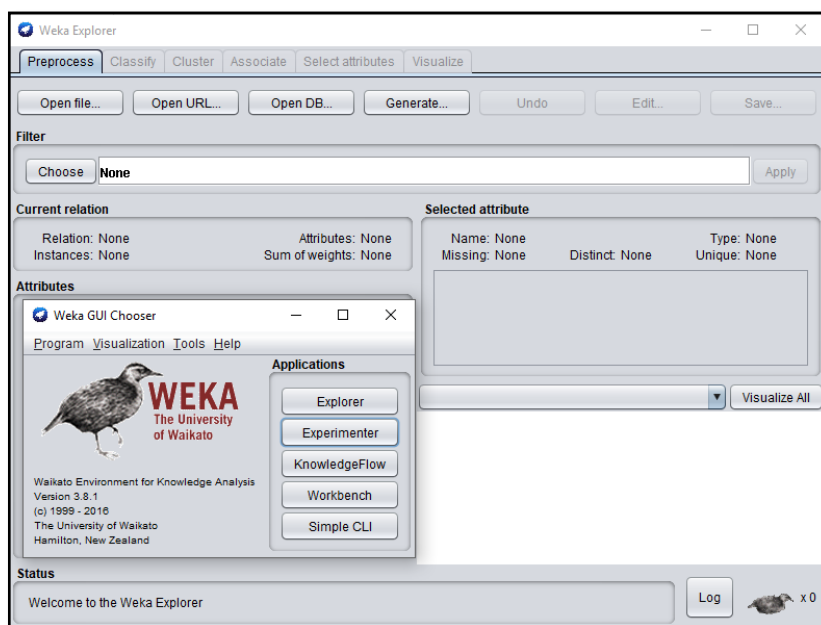 Weka Explorer
Preprocess Classify Cluster Associate Select attributes Visualize
Open file... Open URL... Open DB... Generate... Undo Edit... Save...
Filter
Choose None Apply
Current relation
Relation: None Attributes: None
Instances: None Sum of weights: None
Selected attribute
Name: None Type: None
Missing: None Distinct: None Unique: None
Attributes
Visualize All
Weka GUI Chooser
Program Visualization Tools Help
WEKA
The University
of Waikato
Waikato Environment for Knowledge Analysis
Version 3.8.1
(c) 1999 - 2016
The University of Waikato
Hamilton, New Zealand
Applications
Explorer
Experimenter
KnowledgeFlow
Workbench
Simple CLI
Status
Welcome to the Weka Explorer
Log x 0